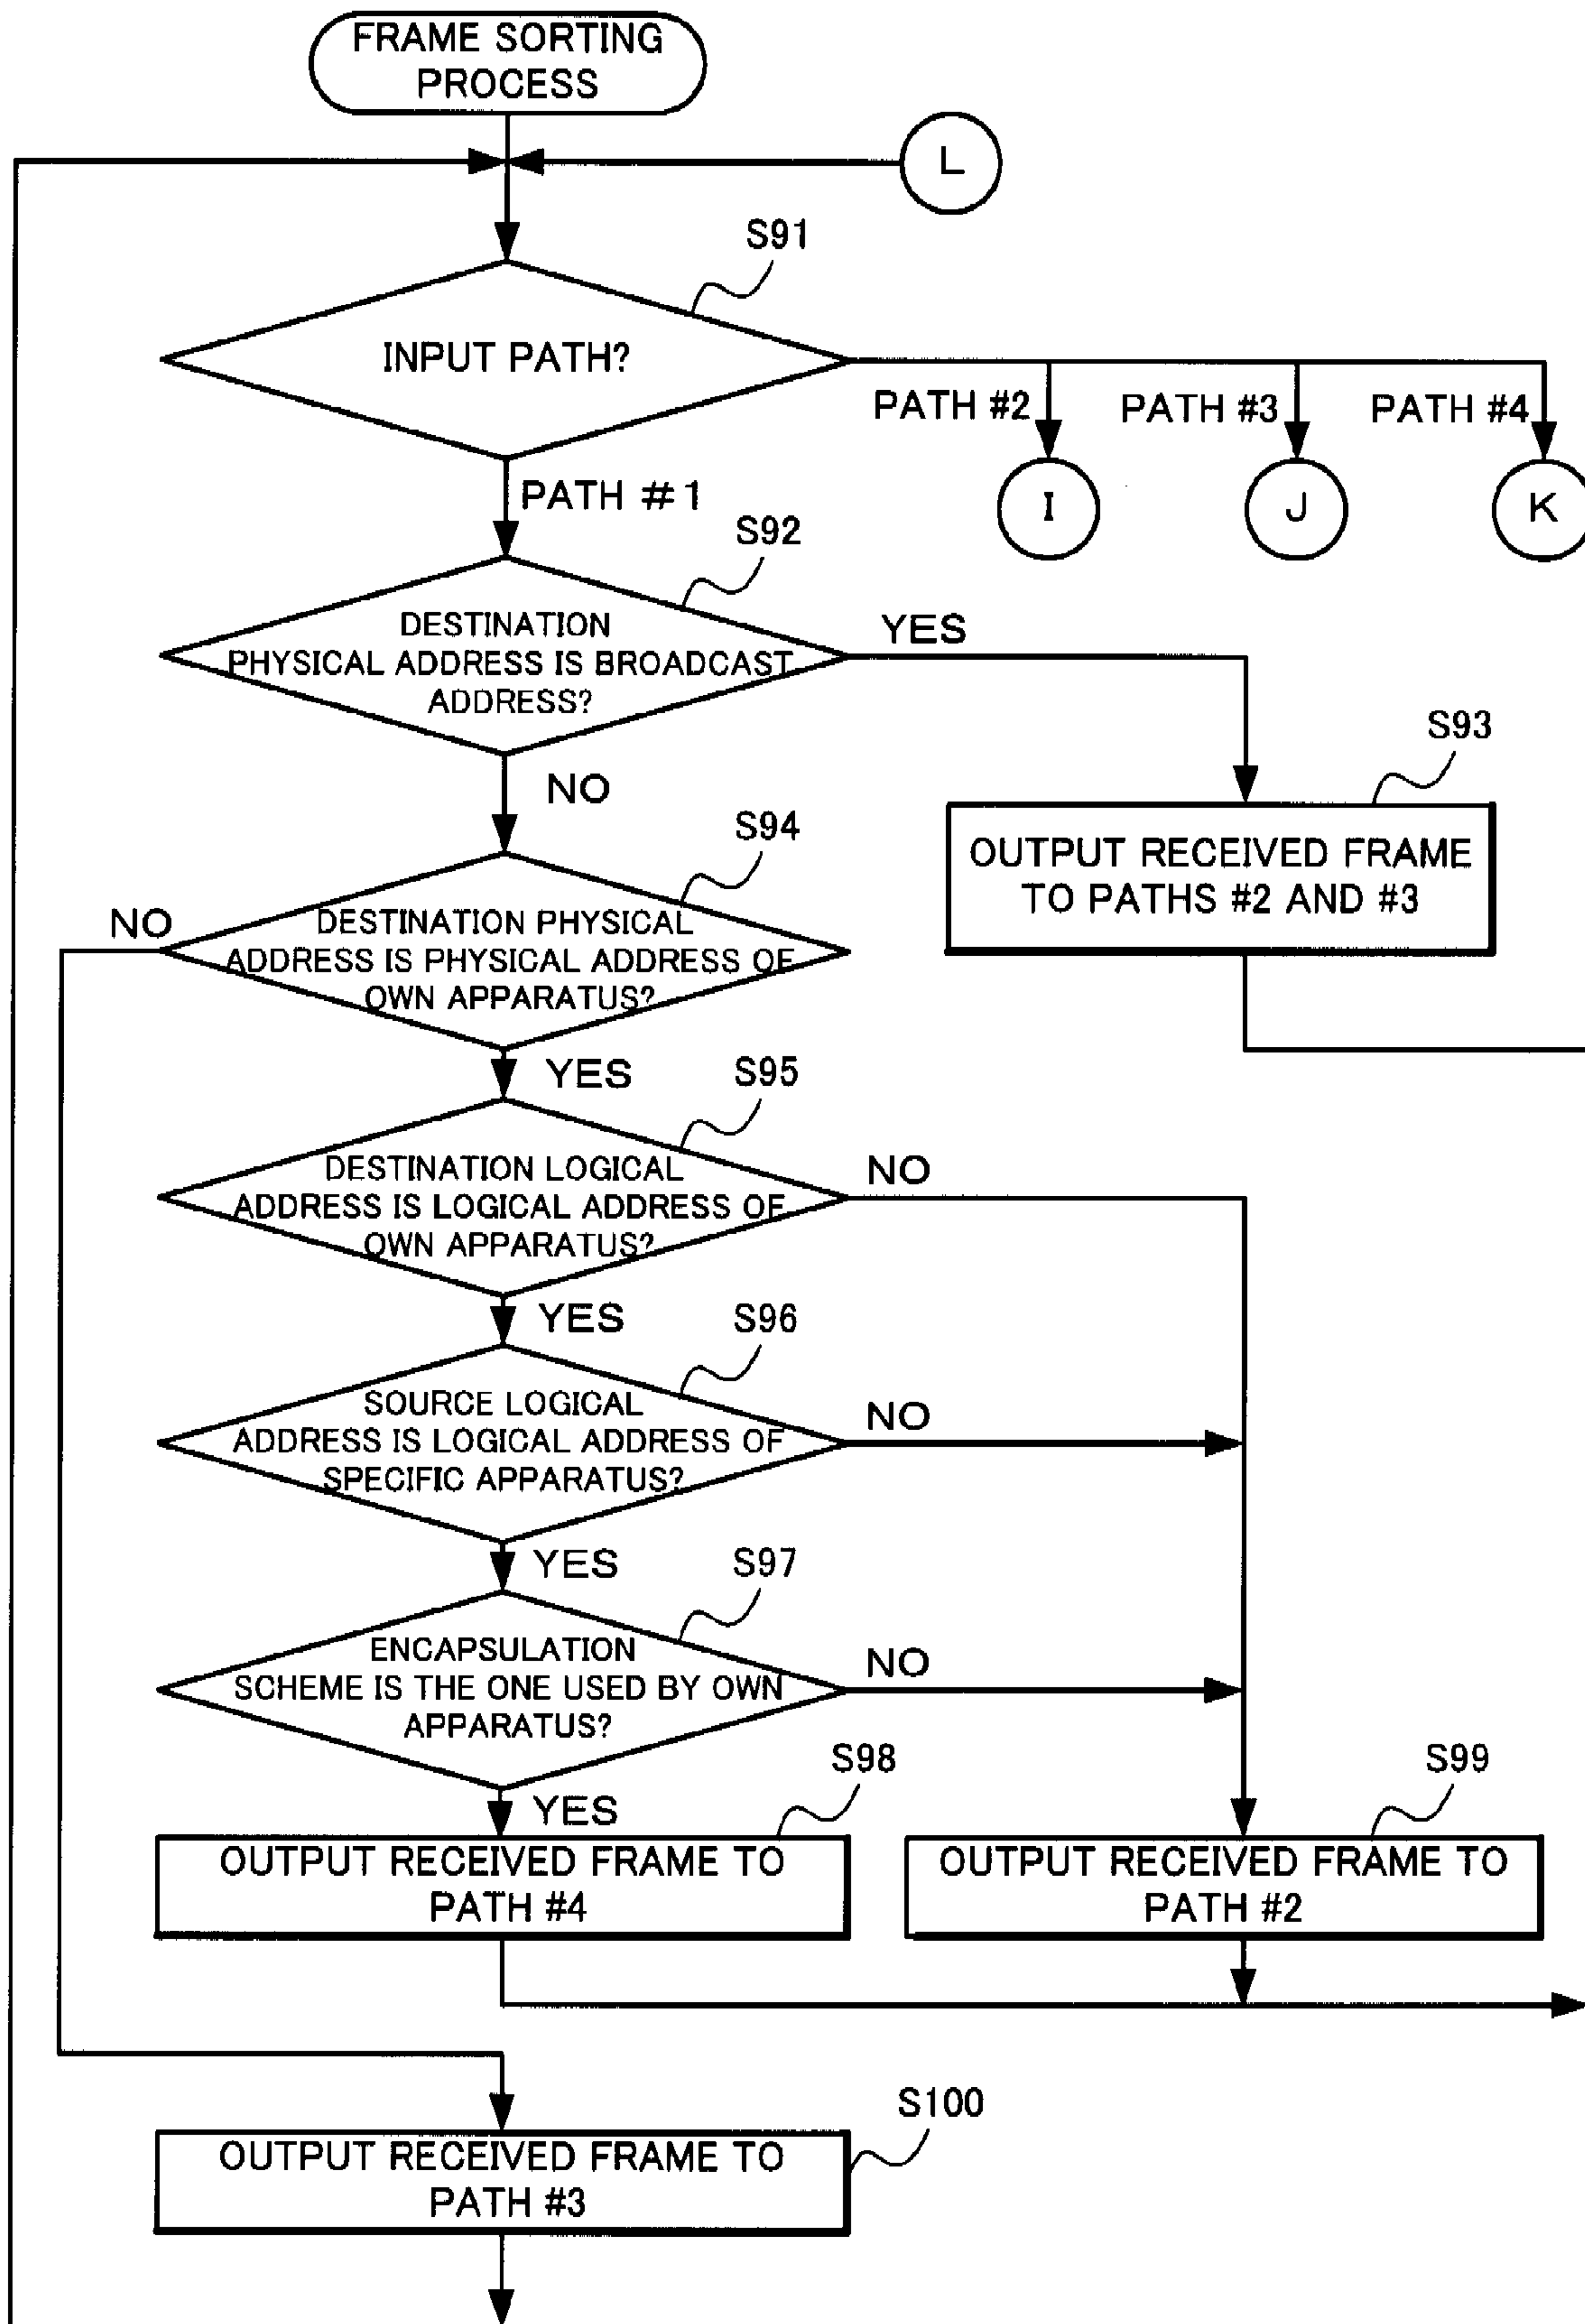 FRAME SORTING
PROCESS
L
S91
INPUT PATH?
PATH #2
PATH #3
PATH #4
I
J
K
PATH #1
S92
DESTINATION
PHYSICAL ADDRESS IS BROADCAST
ADDRESS?
YES
S93
NO
OUTPUT RECEIVED FRAME
TO PATHS #2 AND #3
S94
NO
DESTINATION PHYSICAL
ADDRESS IS PHYSICAL ADDRESS OF
OWN APPARATUS?
YES
S95
DESTINATION LOGICAL
ADDRESS IS LOGICAL ADDRESS OF
OWN APPARATUS?
NO
YES
S96
SOURCE LOGICAL
ADDRESS IS LOGICAL ADDRESS OF
SPECIFIC APPARATUS?
NO
YES
S97
ENCAPSULATION
SCHEME IS THE ONE USED BY OWN
APPARATUS?
NO
YES
S98
S99
OUTPUT RECEIVED FRAME TO
PATH #4
OUTPUT RECEIVED FRAME TO
PATH #2
S100
OUTPUT RECEIVED FRAME TO
PATH #3